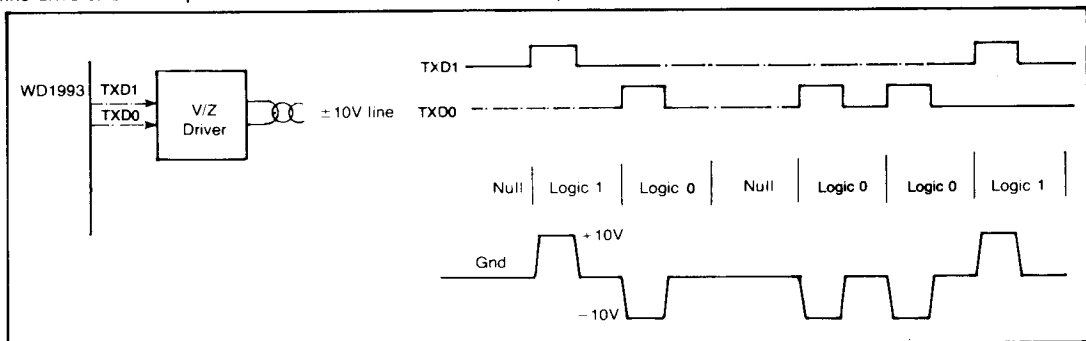 WD1993
TXD1
TXD0
V/Z
Driver
±10V line
TXD1
TXD0
Null | Logic 1 | Logic 0 | Null | Logic 0 | Logic 0 | Logic 1
+10V
Gnd
−10V